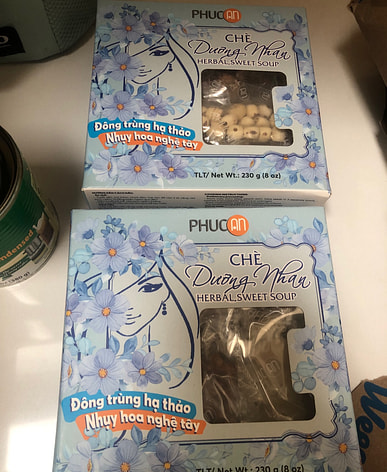 PHUCAN
CHÈ
Dưỡng Nhan
HERBAL SWEET SOUP
Đông trùng hạ thảo
Nhụy hoa nghệ tây
TLT/ Net Wt.: 230 g (8 oz)
PHUCAN
CHÈ
Dưỡng Nhan
HERBAL SWEET SOUP
Đông trùng hạ thảo
Nhụy hoa nghệ tây
TLT/ Net Wt.: 230 g (8 oz)